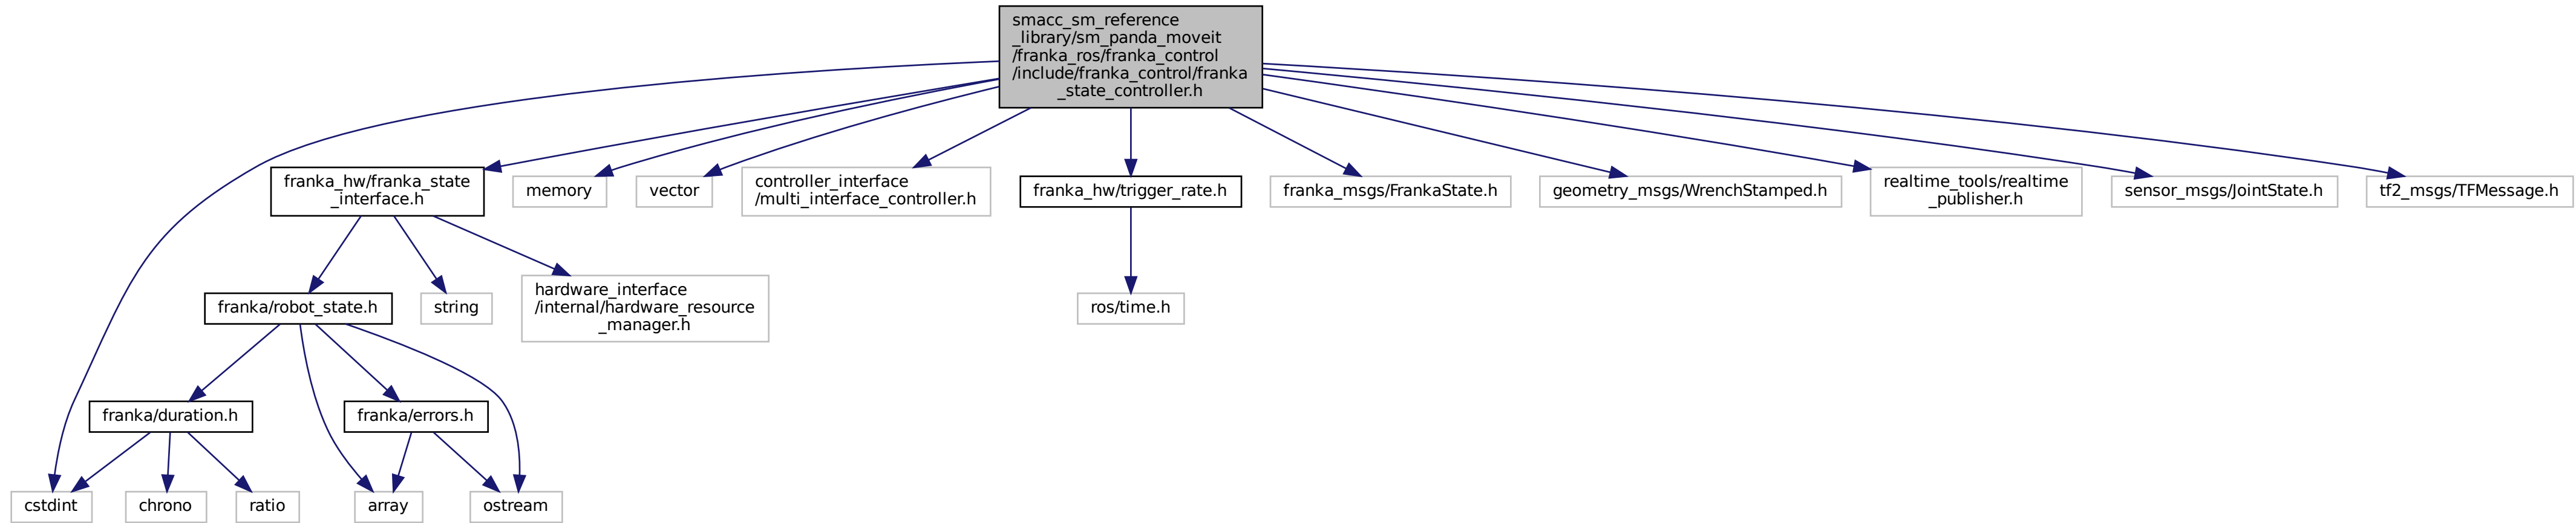 smacc_sm_reference
_library/sm_panda_moveit
/franka_ros/franka_control
/include/franka_control/franka
_state_controller.h
franka_hw/franka_state
_interface.h
memory
vector
controller_interface
/multi_interface_controller.h
franka_hw/trigger_rate.h
franka_msgs/FrankaState.h
geometry_msgs/WrenchStamped.h
realtime_tools/realtime
_publisher.h
sensor_msgs/JointState.h
tf2_msgs/TFMessage.h
franka/robot_state.h
string
hardware_interface
/internal/hardware_resource
_manager.h
ros/time.h
franka/duration.h
franka/errors.h
cstdint
chrono
ratio
array
ostream